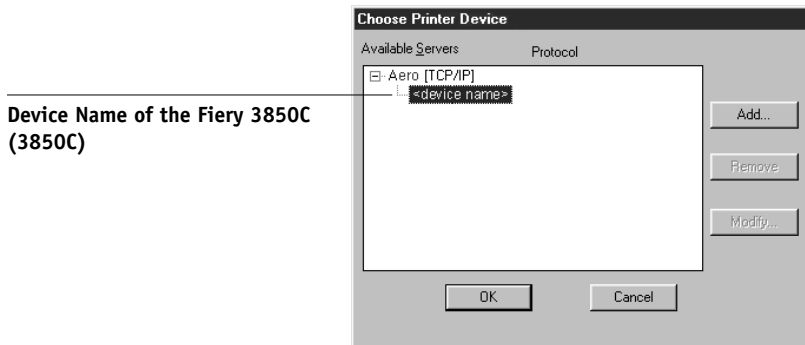 Choose Printer Device
Available Servers Protocol
Aero [TCP/IP]
<device name>
Device Name of the Fiery 3850C
(3850C)
Add...
Remove
Modify...
OK Cancel